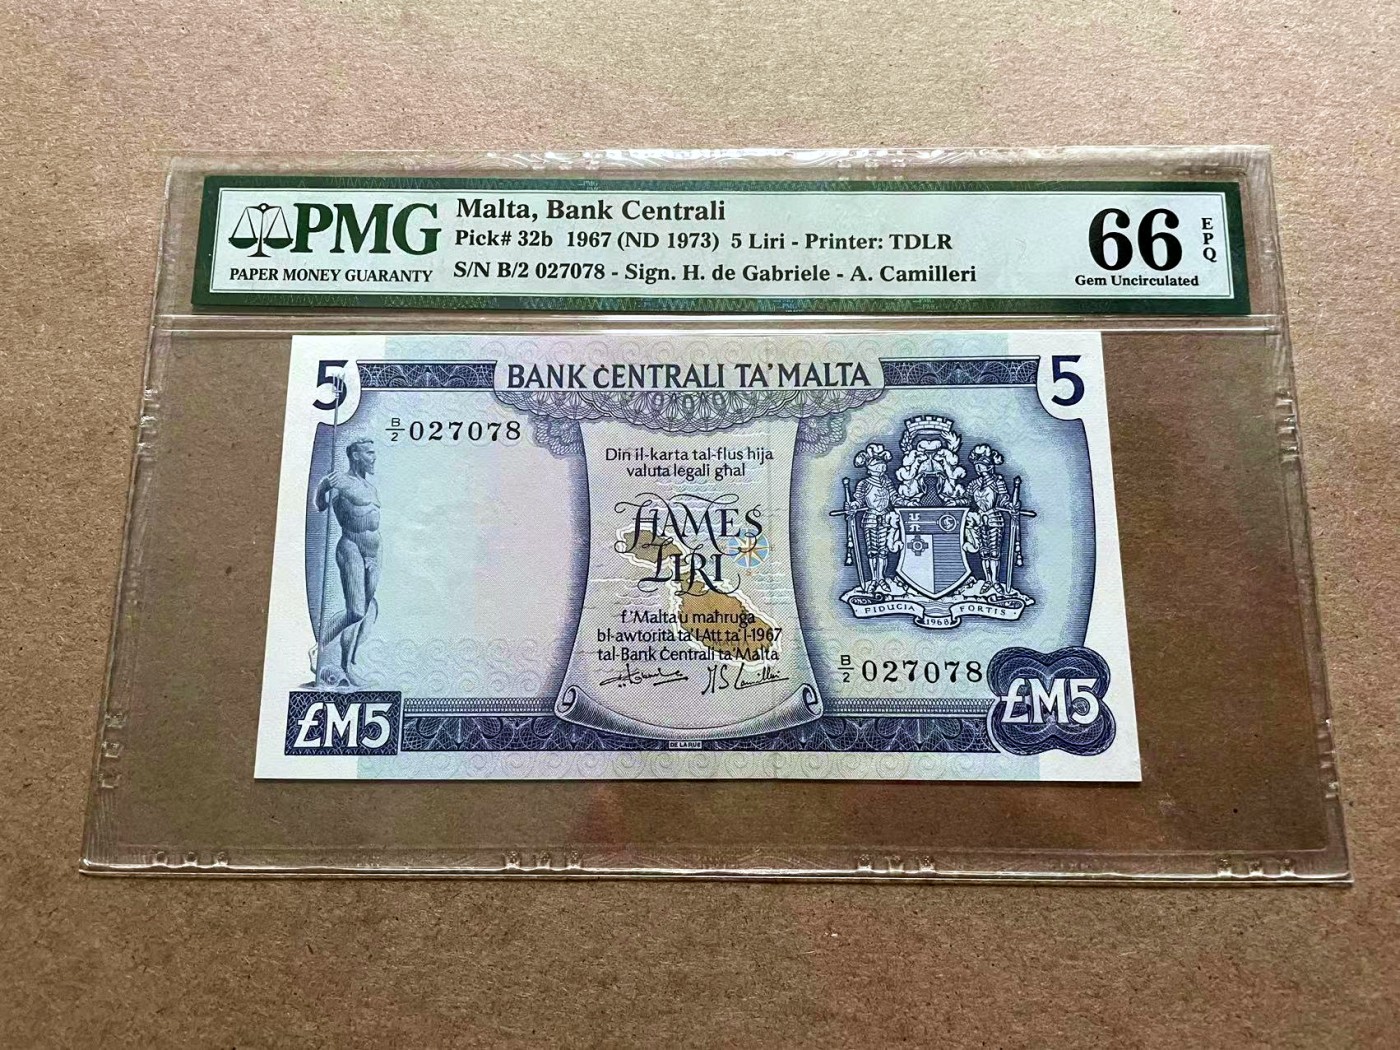 PMG
PAPER MONEY GUARANTY
Malta, Bank Centrali
Pick# 32b 1967 (ND 1973) 5 Liri - Printer: TDLR
S/N B/2 027078 - Sign. H. de Gabriele - A. Camilleri
66
EPQ
Gem Uncirculated
5
BANK ĊENTRALI TA' MALTA
5
B/2 027078
Din il-karta tal-flus hija
valuta legali għal
ĦAMES
LIRI
f'Malta u maħruġa
bl-awtorità ta' l-Att ta' l-1967
tal-Bank Ċentrali ta' Malta
FIDUCIA FORTIS
1968
B/2 027078
£M5
£M5
DE LA RUE